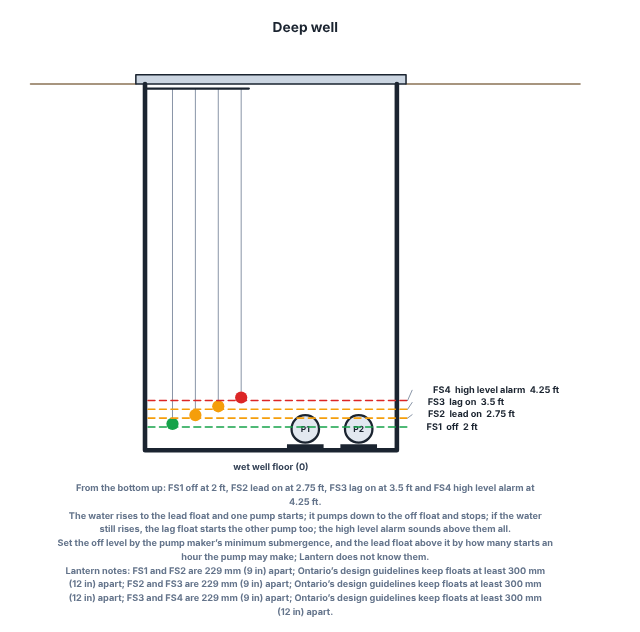 Deep well
FS4 high level alarm 4.25 ft
FS3 lag on 3.5 ft
FS2 lead on 2.75 ft
FS1 off 2 ft
P1
P2
wet well floor (0)
From the bottom up: FS1 off at 2 ft, FS2 lead on at 2.75 ft, FS3 lag on at 3.5 ft and FS4 high level alarm at
4.25 ft.
The water rises to the lead float and one pump starts; it pumps down to the off float and stops; if the water
still rises, the lag float starts the other pump too; the high level alarm sounds above them all.
Set the off level by the pump maker's minimum submergence, and the lead float above it by how many starts an
hour the pump may make; Lantern does not know them.
Lantern notes: FS1 and FS2 are 229 mm (9 in) apart; Ontario's design guidelines keep floats at least 300 mm
(12 in) apart; FS2 and FS3 are 229 mm (9 in) apart; Ontario's design guidelines keep floats at least 300 mm
(12 in) apart; FS3 and FS4 are 229 mm (9 in) apart; Ontario's design guidelines keep floats at least 300 mm
(12 in) apart.